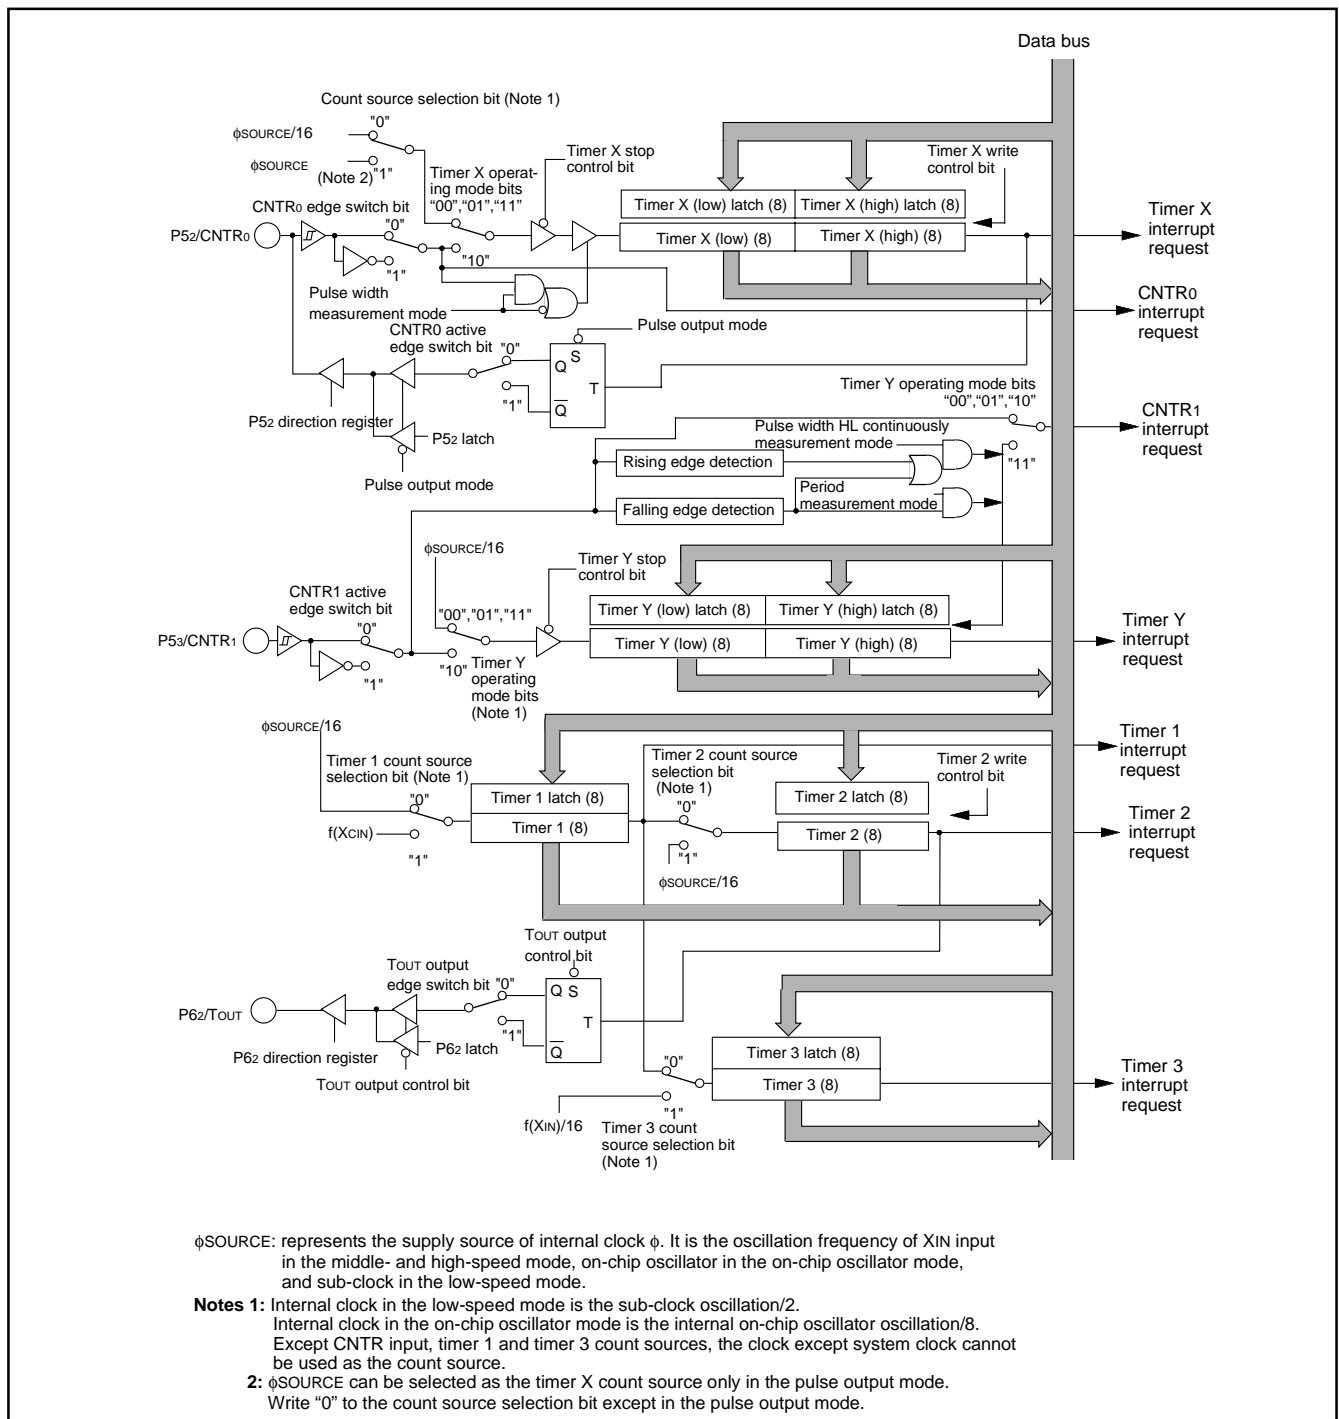 Data bus
Count source selection bit (Note 1)
"0"
φSOURCE/16
φSOURCE
(Note 2)
"1"
Timer X operat-
ing mode bits
“00”,“01”,“11”
Timer X stop
control bit
Timer X write
control bit
Timer X (low) latch (8)
Timer X (high) latch (8)
Timer X (low) (8)
Timer X (high) (8)
Timer X
interrupt
request
CNTR0 edge switch bit
P52/CNTR0
"0"
"1"
"10"
Pulse width
measurement mode
CNTR0
interrupt
request
CNTR0 active
edge switch bit
"0"
"1"
Pulse output mode
Q
S
T
Q
P52 direction register
P52 latch
Pulse output mode
Timer Y operating mode bits
“00”,“01”,“10”
"11"
CNTR1
interrupt
request
Pulse width HL continuously
measurement mode
Rising edge detection
Period
measurement mode
Falling edge detection
φSOURCE/16
Timer Y stop
control bit
CNTR1 active
edge switch bit
P53/CNTR1
"0"
"1"
"00","01","11"
"10"
Timer Y
operating
mode bits
(Note 1)
Timer Y (low) latch (8)
Timer Y (high) latch (8)
Timer Y (low) (8)
Timer Y (high) (8)
Timer Y
interrupt
request
φSOURCE/16
Timer 1 count source
selection bit (Note 1)
"0"
f(XCIN)
"1"
Timer 1 latch (8)
Timer 1 (8)
Timer 2 count source
selection bit
(Note 1)
"0"
"1"
φSOURCE/16
Timer 2 latch (8)
Timer 2 (8)
Timer 2 write
control bit
Timer 1
interrupt
request
Timer 2
interrupt
request
TOUT output
control bit
TOUT output
edge switch bit
"0"
"1"
Q
S
T
Q
P62/TOUT
P62 direction register
P62 latch
TOUT output control bit
"0"
"1"
f(XIN)/16
Timer 3 count
source selection bit
(Note 1)
Timer 3 latch (8)
Timer 3 (8)
Timer 3
interrupt
request
φSOURCE: represents the supply source of internal clock φ. It is the oscillation frequency of XIN input
in the middle- and high-speed mode, on-chip oscillator in the on-chip oscillator mode,
and sub-clock in the low-speed mode.
Notes 1: Internal clock in the low-speed mode is the sub-clock oscillation/2.
Internal clock in the on-chip oscillator mode is the internal on-chip oscillator oscillation/8.
Except CNTR input, timer 1 and timer 3 count sources, the clock except system clock cannot
be used as the count source.
2: φSOURCE can be selected as the timer X count source only in the pulse output mode.
Write “0” to the count source selection bit except in the pulse output mode.